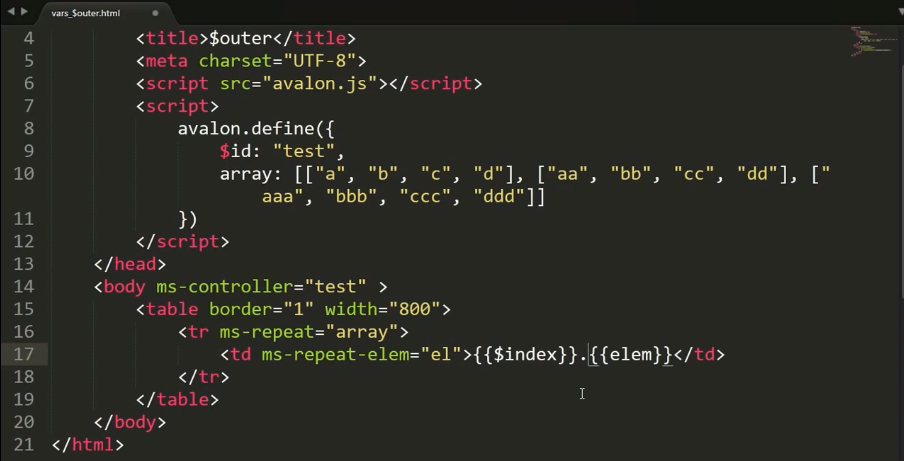 vars_$outer.html
4 <title>$outer</title>
5 <meta charset="UTF-8">
6 <script src="avalon.js"></script>
7 <script>
8 avalon.define({
9 $id: "test",
10 array: [["a", "b", "c", "d"], ["aa", "bb", "cc", "dd"], ["
aaa", "bbb", "ccc", "ddd"]]
11 })
12 </script>
13 </head>
14 <body ms-controller="test" >
15 <table border="1" width="800">
16 <tr ms-repeat="array">
17 <td ms-repeat-elem="el">{{$index}}.{{elem}}</td>
18 </tr>
19 </table>
20 </body>
21 </html>